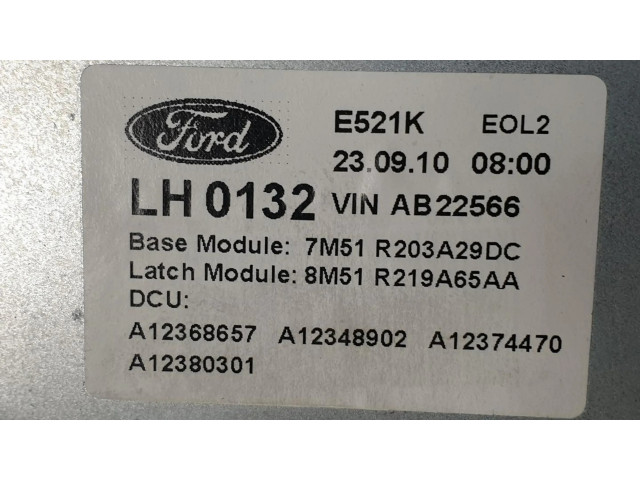 Ford E521K EOL2
23.09.10 08:00
LH 0132 VIN AB22566
Base Module: 7M51 R203A29DC
Latch Module: 8M51 R219A65AA
DCU:
A12368657 A12348902 A12374470
A12380301